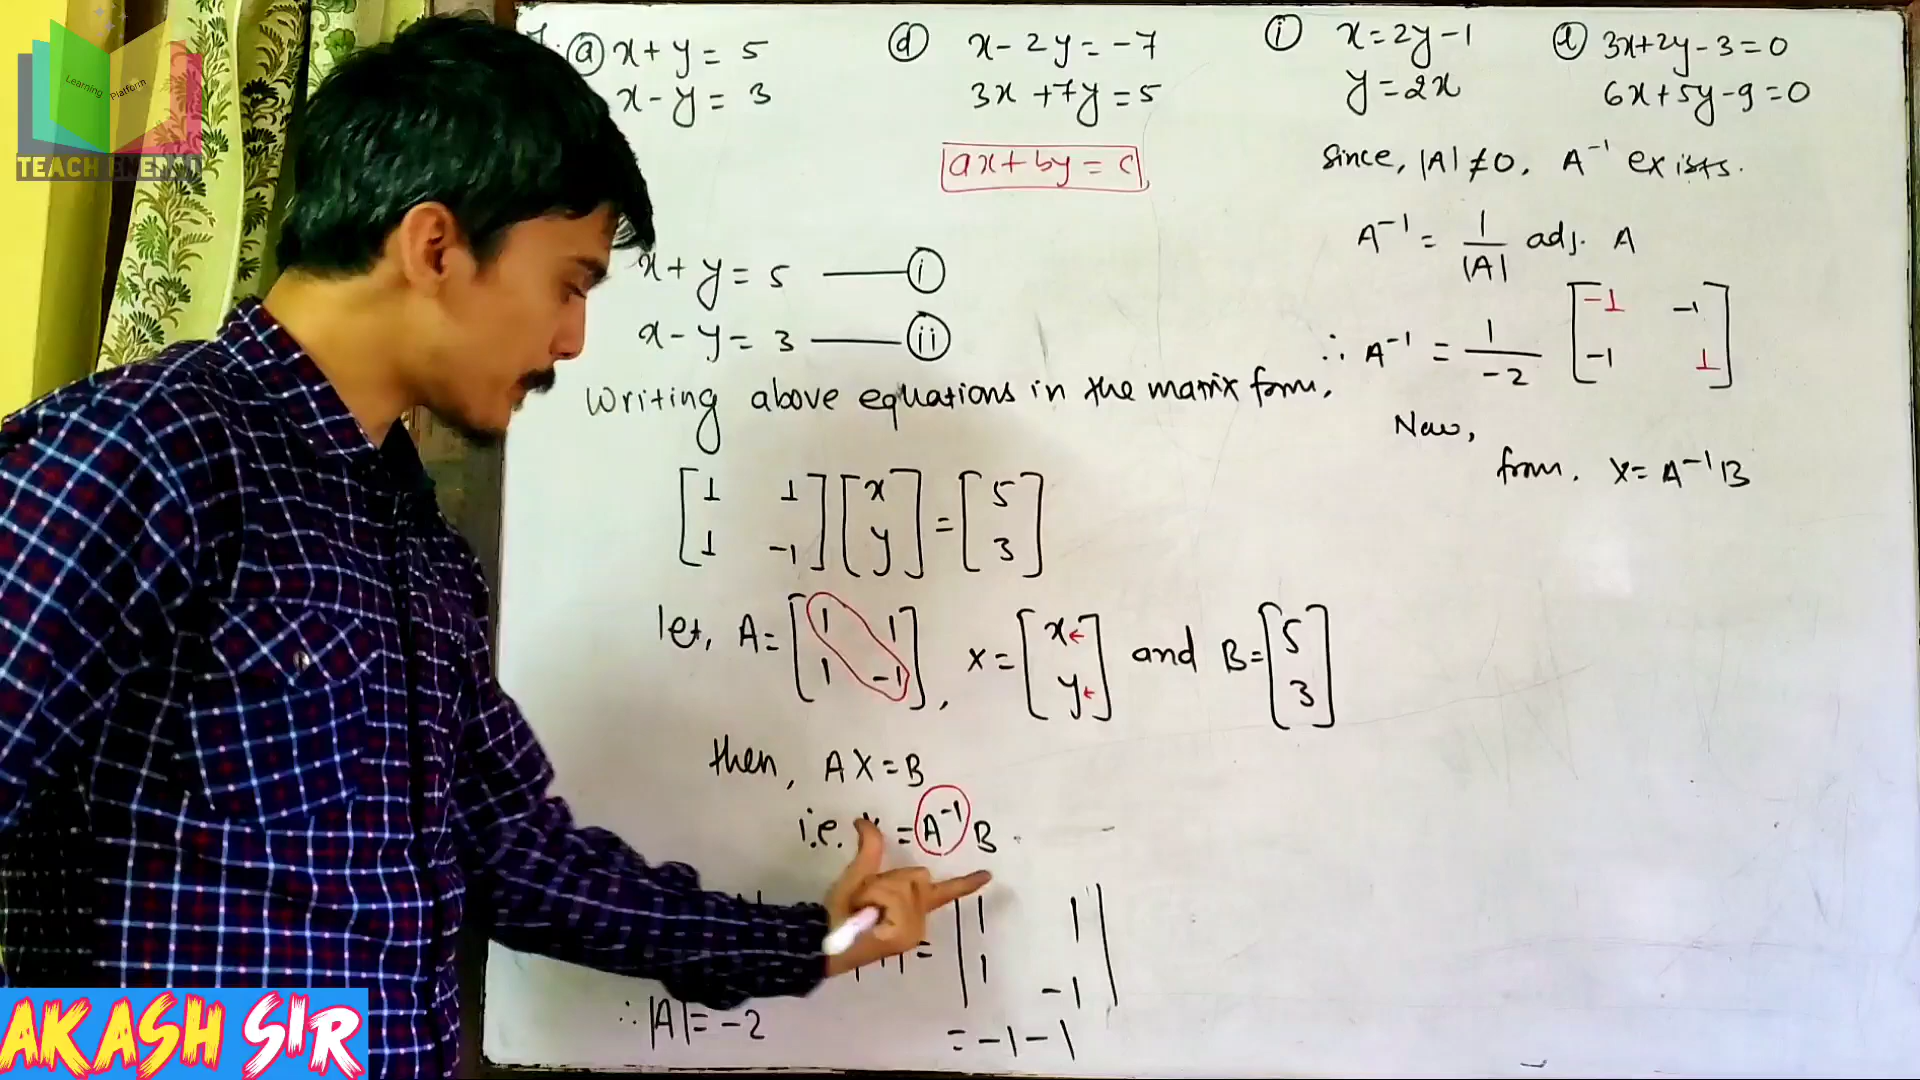 Learning Platform
TEACH ENERGY
AKASH SIR
ⓐ x + y = 5
x - y = 3
ⓓ x - 2y = -7
3x + 7y = 5
ⓘ x = 2y - 1
y = 2x
ⓛ 3x + 2y - 3 = 0
6x + 5y - 9 = 0
ax + by = c
x + y = 5 —— ⓘ
x - y = 3 —— (ii)
Writing above equations in the matrix form,
[1 1
1 -1] [x
y] = [5
3]
let, A = [1 1
1 -1], X = [x
y] and B = [5
3]
then, AX = B
i.e. = A⁻¹ B
= |1 1
1 -1|
= -1 - 1
∴ |A| = -2
Since, |A| ≠ 0, A⁻¹ exists.
A⁻¹ = 1/|A| adj. A
∴ A⁻¹ = 1/-2 [-1 -1
-1 1]
Now,
from, X = A⁻¹B